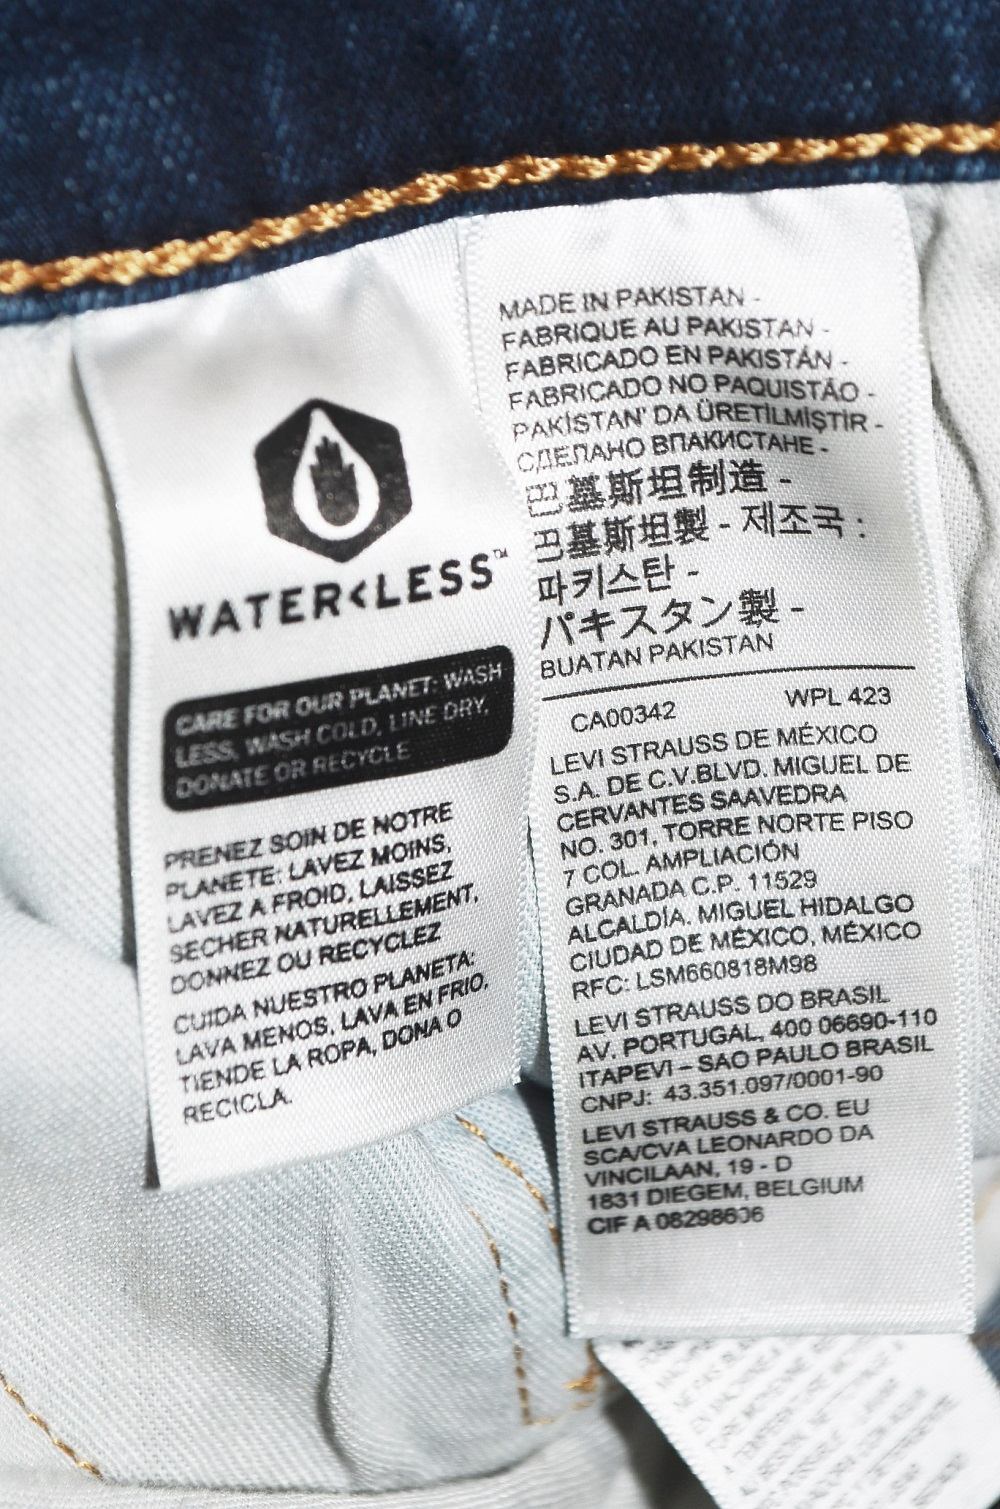 WATER<LESS™
CARE FOR OUR PLANET: WASH
LESS, WASH COLD, LINE DRY,
DONATE OR RECYCLE
PRENEZ SOIN DE NOTRE
PLANETE: LAVEZ MOINS,
LAVEZ A FROID, LAISSEZ
SECHER NATURELLEMENT,
DONNEZ OU RECYCLEZ
CUIDA NUESTRO PLANETA:
LAVA MENOS, LAVA EN FRIO,
TIENDE LA ROPA, DONA O
RECICLA.
MADE IN PAKISTAN -
FABRIQUE AU PAKISTAN -
FABRICADO EN PAKISTÁN -
FABRICADO NO PAQUISTÃO -
PAKİSTAN' DA ÜRETİLMİŞTİR -
СДЕЛАНО ВПАКИСТАНЕ -
巴基斯坦制造 -
巴基斯坦製 - 제조국 :
파키스탄 -
パキスタン製 -
BUATAN PAKISTAN
CA00342 WPL 423
LEVI STRAUSS DE MÉXICO
S.A. DE C.V.BLVD. MIGUEL DE
CERVANTES SAAVEDRA
NO. 301, TORRE NORTE PISO
7 COL. AMPLIACIÓN
GRANADA C.P. 11529
ALCALDÍA. MIGUEL HIDALGO
CIUDAD DE MÉXICO, MÉXICO
RFC: LSM660818M98
LEVI STRAUSS DO BRASIL
AV. PORTUGAL, 400 06690-110
ITAPEVI – SAO PAULO BRASIL
CNPJ: 43.351.097/0001-90
LEVI STRAUSS & CO. EU
SCA/CVA LEONARDO DA
VINCILAAN, 19 - D
1831 DIEGEM, BELGIUM
CIF A 08298606